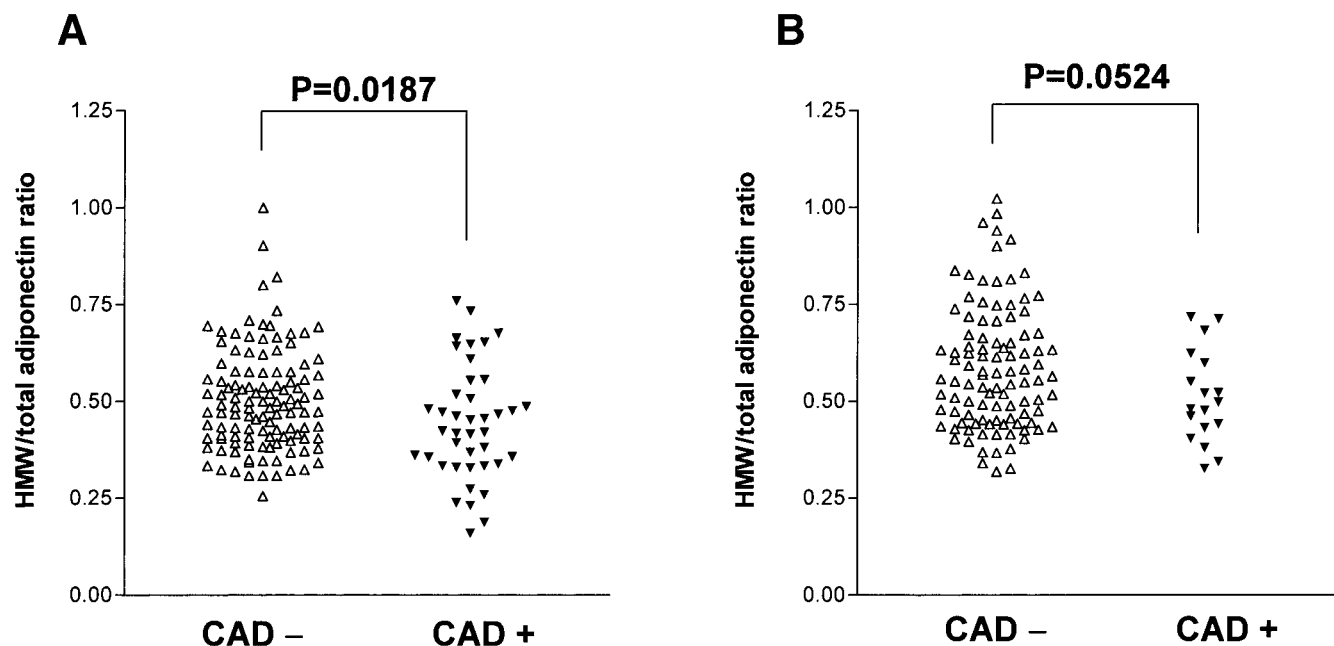 A
P=0.0187
HMW/total adiponectin ratio
1.25
1.00
0.75
0.50
0.25
0.00
CAD –
CAD +
B
P=0.0524
HMW/total adiponectin ratio
1.25
1.00
0.75
0.50
0.25
0.00
CAD –
CAD +